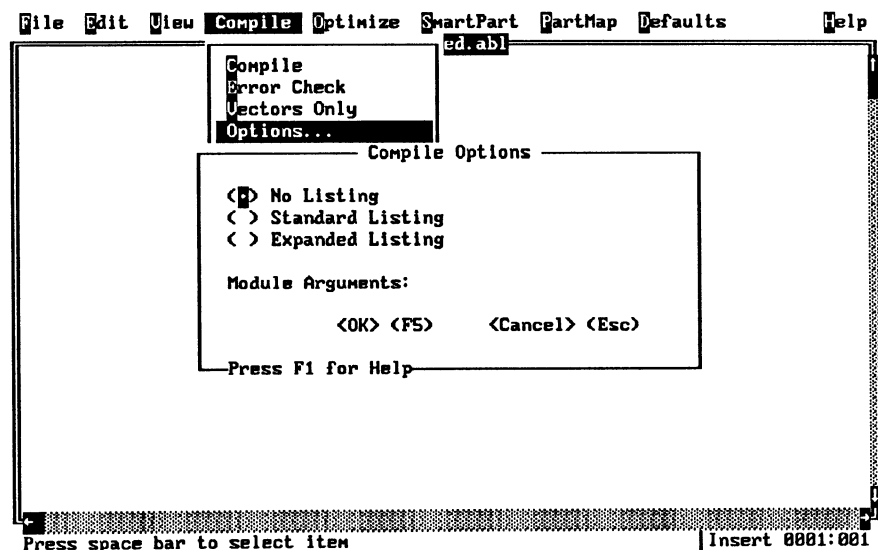 File Edit View Compile Optimize SmartPart PartMap Defaults Help
ed.abl
Compile
Error Check
Vectors Only
Options...
Compile Options
(•) No Listing
( ) Standard Listing
( ) Expanded Listing
Module Arguments:
<OK> (F5) <Cancel> (Esc)
Press F1 for Help
Press space bar to select item Insert 0001:001